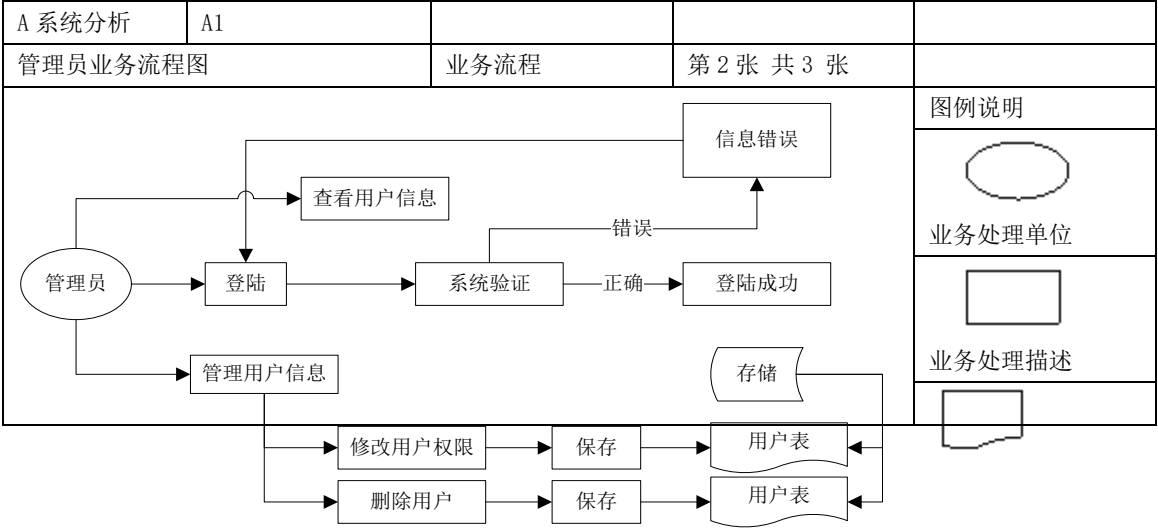 A 系统分析 A1
管理员业务流程图 业务流程 第 2 张 共 3 张
图例说明
信息错误
查看用户信息
错误
业务处理单位
管理员 登陆 系统验证 正确 登陆成功
管理用户信息 存储
业务处理描述
修改用户权限 保存 用户表
删除用户 保存 用户表